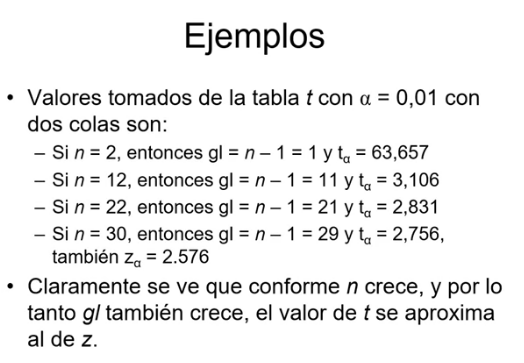 Ejemplos
• Valores tomados de la tabla t con α = 0,01 con
dos colas son:
– Si n = 2, entonces gl = n – 1 = 1 y tα = 63,657
– Si n = 12, entonces gl = n – 1 = 11 y tα = 3,106
– Si n = 22, entonces gl = n – 1 = 21 y tα = 2,831
– Si n = 30, entonces gl = n – 1 = 29 y tα = 2,756,
también zα = 2.576
• Claramente se ve que conforme n crece, y por lo
tanto gl también crece, el valor de t se aproxima
al de z.